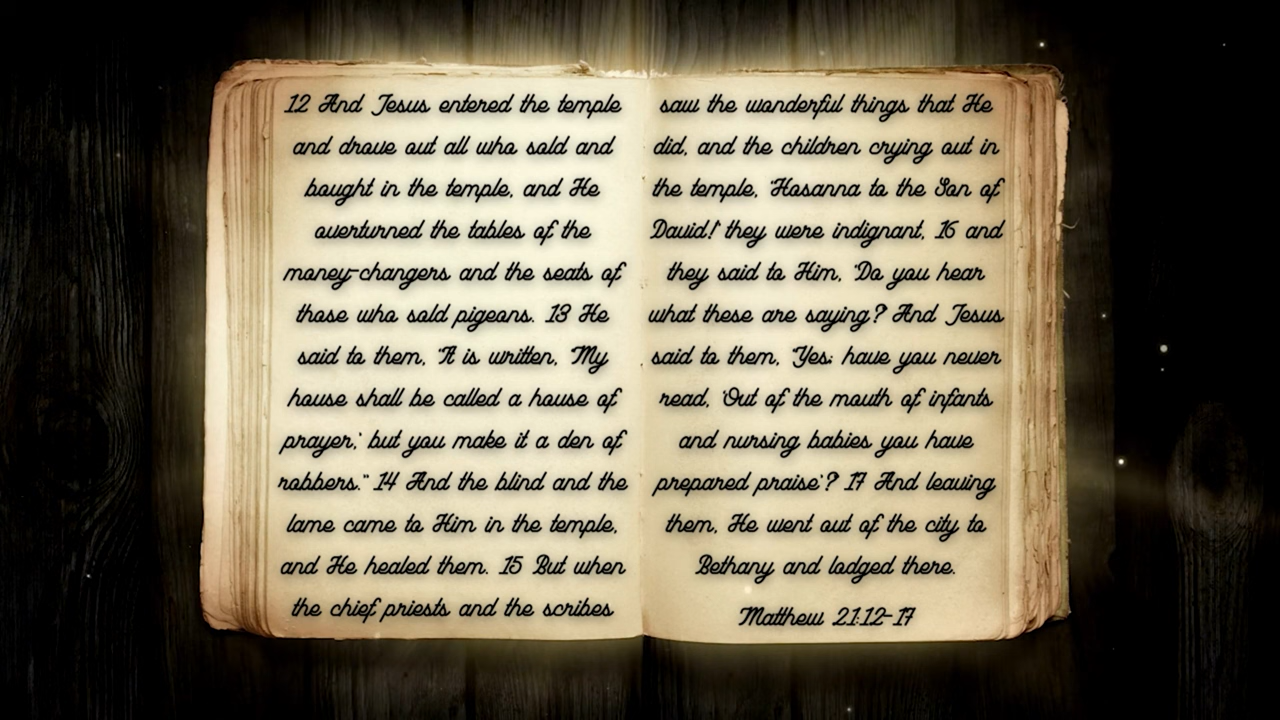 12 And Jesus entered the temple
and drove out all who sold and
bought in the temple, and He
overturned the tables of the
money-changers and the seats of
those who sold pigeons. 13 He
said to them, "It is written, "My
house shall be called a house of
prayer,' but you make it a den of
robbers." 14 And the blind and the
lame came to Him in the temple,
and He healed them. 15 But when
the chief priests and the scribes
saw the wonderful things that He
did, and the children crying out in
the temple, "Hosanna to the Son of
David!" they were indignant, 16 and
they said to Him, "Do you hear
what these are saying? And Jesus
said to them, "Yes; have you never
read, 'Out of the mouth of infants
and nursing babies you have
prepared praise'? 17 And leaving
them, He went out of the city to
Bethany and lodged there.
Matthew 21:12-17